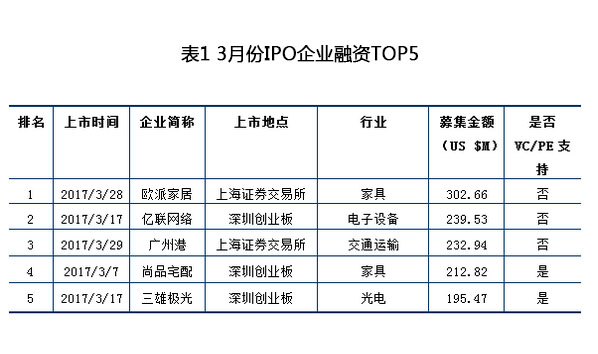 表1 3月份IPO企业融资TOP5
排名 上市时间 企业简称 上市地点 行业 募集金额 (US $M) 是否 VC/PE 支持
1 2017/3/28 欧派家居 上海证券交易所 家具 302.66 否
2 2017/3/17 亿联网络 深圳创业板 电子设备 239.53 否
3 2017/3/29 广州港 上海证券交易所 交通运输 232.94 否
4 2017/3/7 尚品宅配 深圳创业板 家具 212.82 是
5 2017/3/17 三雄极光 深圳创业板 光电 195.47 是